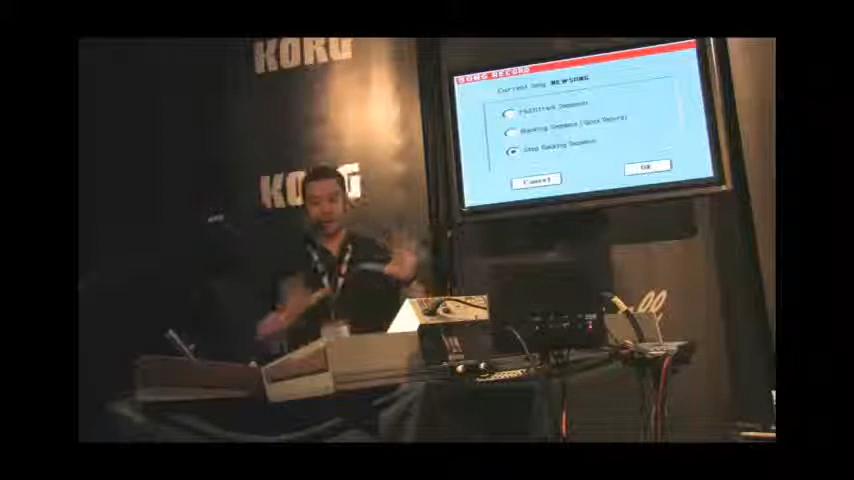 KORG
SONG RECORD
Current Song NEWSONG
Multitrack Sequencer
Backing Sequence (Quick Record)
Step Backing Sequence
Cancel
OK
KORG